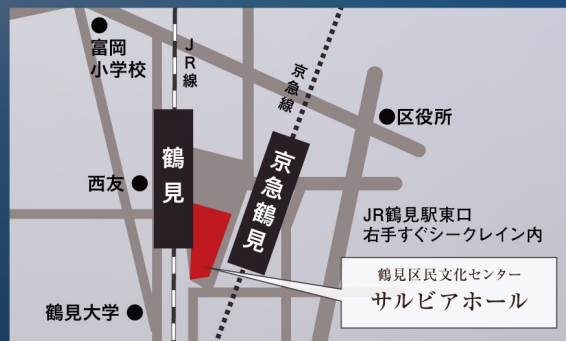 富岡
小学校
JR線
京急線
区役所
鶴見
京急鶴見
西友
JR鶴見駅東口
右手すぐシークレイン内
鶴見区民文化センター
サルビアホール
鶴見大学